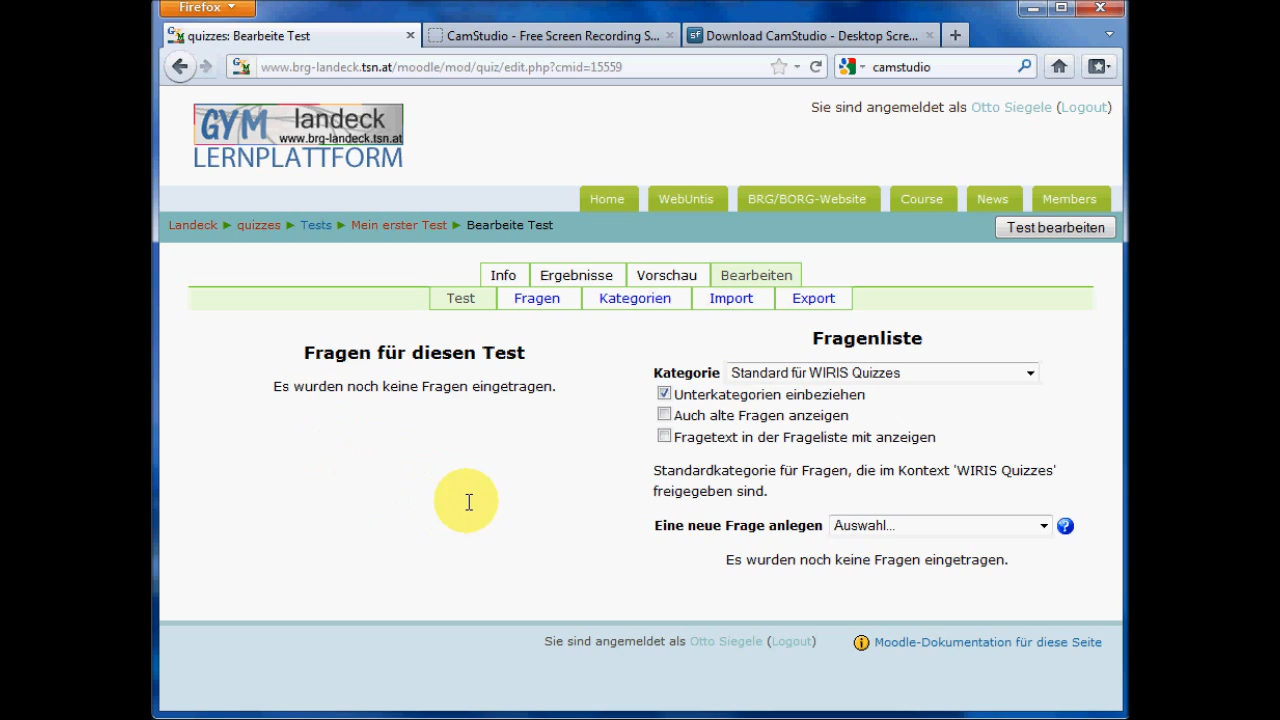 Firefox
quizzes: Bearbeite Test
CamStudio - Free Screen Recording S...
Download CamStudio - Desktop Scre...
www.brg-landeck.tsn.at/moodle/mod/quiz/edit.php?cmid=15559
camstudio
GYM landeck
www.brg-landeck.tsn.at
LERNPLATTFORM
Sie sind angemeldet als Otto Siegele (Logout)
Home
WebUntis
BRG/BORG-Website
Course
News
Members
Landeck ► quizzes ► Tests ► Mein erster Test ► Bearbeite Test
Test bearbeiten
Info
Ergebnisse
Vorschau
Bearbeiten
Test
Fragen
Kategorien
Import
Export
Fragen für diesen Test
Es wurden noch keine Fragen eingetragen.
Fragenliste
Kategorie Standard für WIRIS Quizzes
Unterkategorien einbeziehen
Auch alte Fragen anzeigen
Fragetext in der Frageliste mit anzeigen
Standardkategorie für Fragen, die im Kontext 'WIRIS Quizzes'
freigegeben sind.
Eine neue Frage anlegen Auswahl... ?
Es wurden noch keine Fragen eingetragen.
Sie sind angemeldet als Otto Siegele (Logout)
Moodle-Dokumentation für diese Seite